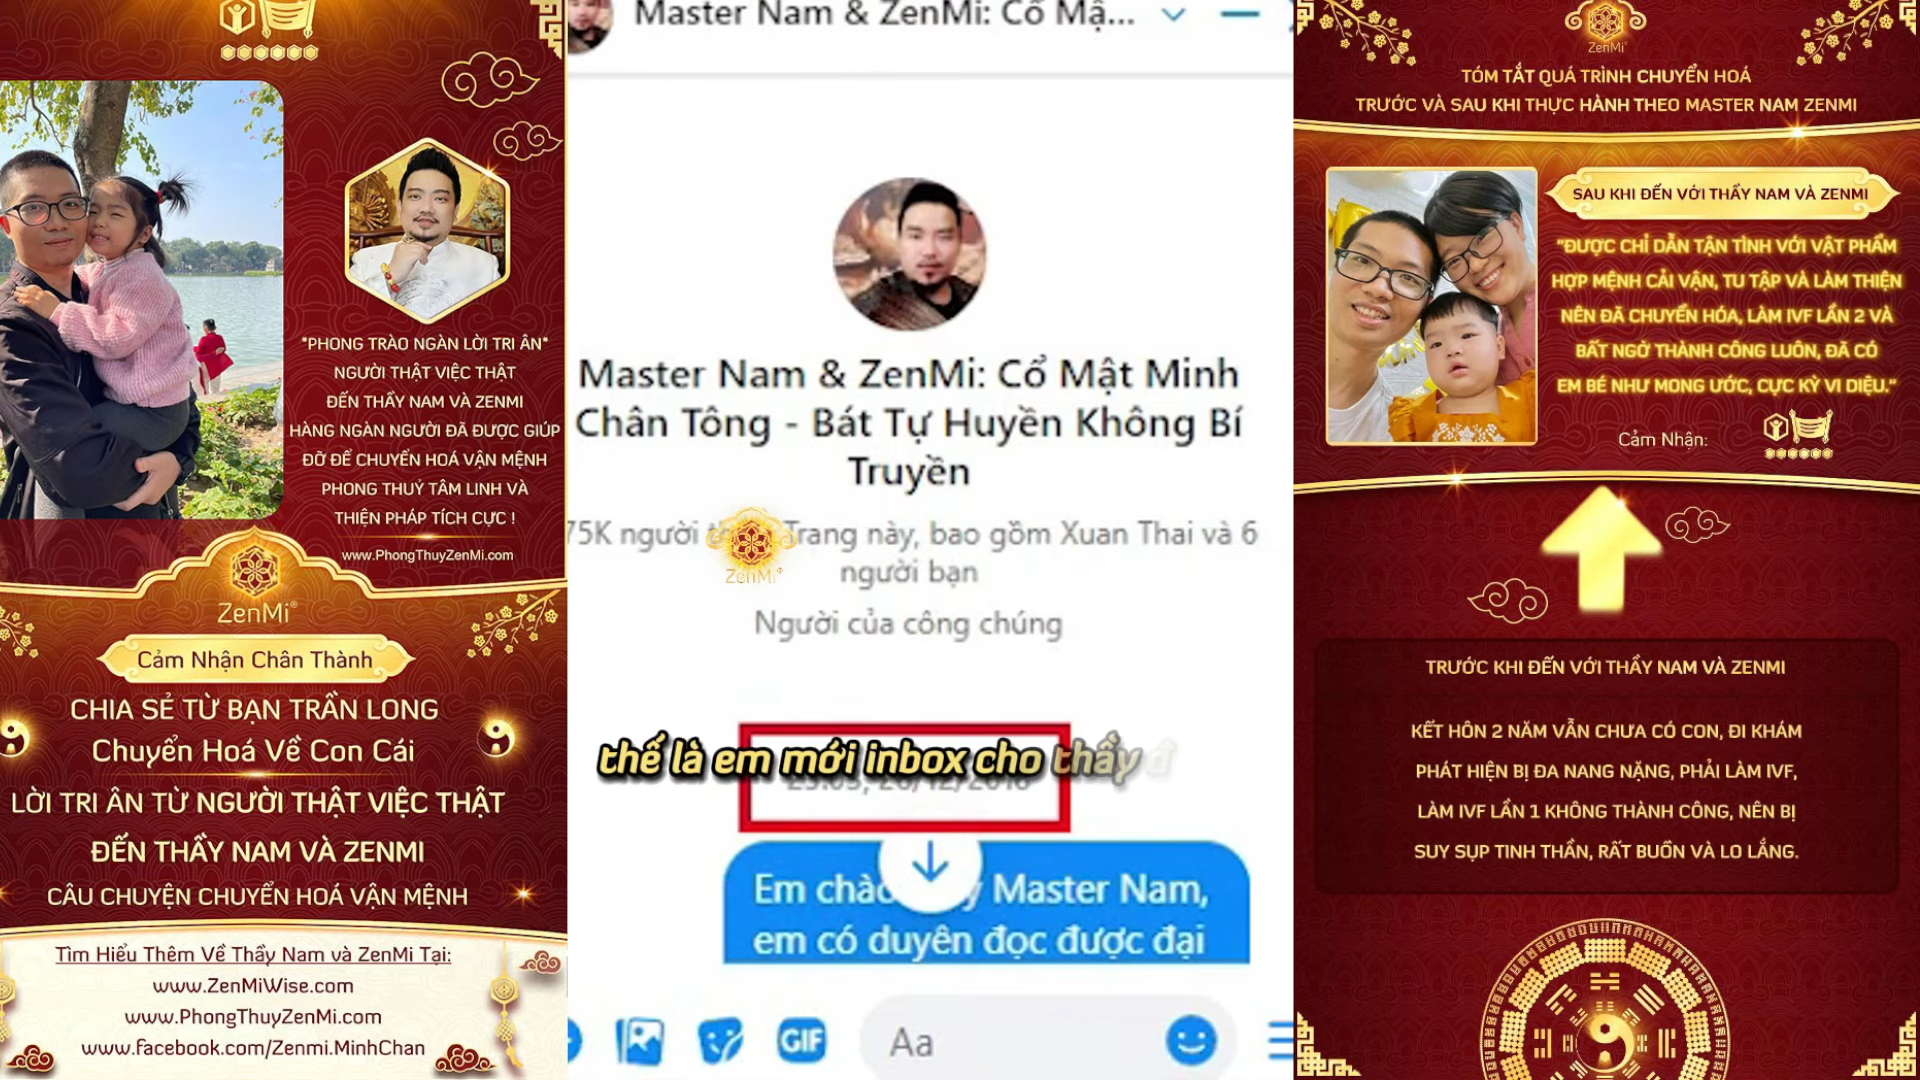 "PHONG TRÀO NGÀN LỜI TRI ÂN"
NGƯỜI THẬT VIỆC THẬT
ĐẾN THẦY NAM VÀ ZENMI
HÀNG NGÀN NGƯỜI ĐÃ ĐƯỢC GIÚP
ĐỠ ĐỂ CHUYỂN HOÁ VẬN MỆNH
PHONG THUỶ TÂM LINH VÀ
THIỆN PHÁP TÍCH CỰC !
www.PhongThuyZenMi.com
ZenMi®
Cảm Nhận Chân Thành
CHIA SẺ TỪ BẠN TRẦN LONG
Chuyển Hoá Về Con Cái
LỜI TRI ÂN TỪ NGƯỜI THẬT VIỆC THẬT
ĐẾN THẦY NAM VÀ ZENMI
CÂU CHUYỆN CHUYỂN HOÁ VẬN MỆNH
Tìm Hiểu Thêm Về Thầy Nam và ZenMi Tại:
www.ZenMiWise.com
www.PhongThuyZenMi.com
www.facebook.com/Zenmi.MinhChan
Master Nam & ZenMi: Cổ Mậ...
Master Nam & ZenMi: Cổ Mật Minh
Chân Tông - Bát Tự Huyền Không Bí
Truyền
75K người Trang này, bao gồm Xuan Thai và 6
người bạn
ZenMi®
Người của công chúng
thế là em mới inbox cho thầy
Em chào Master Nam,
em có duyên đọc được đại
GIF
Aa
ZenMi®
TÓM TẮT QUÁ TRÌNH CHUYỂN HOÁ
TRƯỚC VÀ SAU KHI THỰC HÀNH THEO MASTER NAM ZENMI
SAU KHI ĐẾN VỚI THẦY NAM VÀ ZENMI
"ĐƯỢC CHỈ DẪN TẬN TÌNH VỚI VẬT PHẨM
HỢP MỆNH CẢI VẬN, TU TẬP VÀ LÀM THIỆN
NÊN ĐÃ CHUYỂN HÓA, LÀM IVF LẦN 2 VÀ
BẤT NGỜ THÀNH CÔNG LUÔN, ĐÃ CÓ
EM BÉ NHƯ MONG ƯỚC, CỰC KỲ VI DIỆU."
Cảm Nhận:
TRƯỚC KHI ĐẾN VỚI THẦY NAM VÀ ZENMI
KẾT HÔN 2 NĂM VẪN CHƯA CÓ CON, ĐI KHÁM
PHÁT HIỆN BỊ ĐA NANG NẶNG, PHẢI LÀM IVF,
LÀM IVF LẦN 1 KHÔNG THÀNH CÔNG, NÊN BỊ
SUY SỤP TINH THẦN, RẤT BUỒN VÀ LO LẮNG.